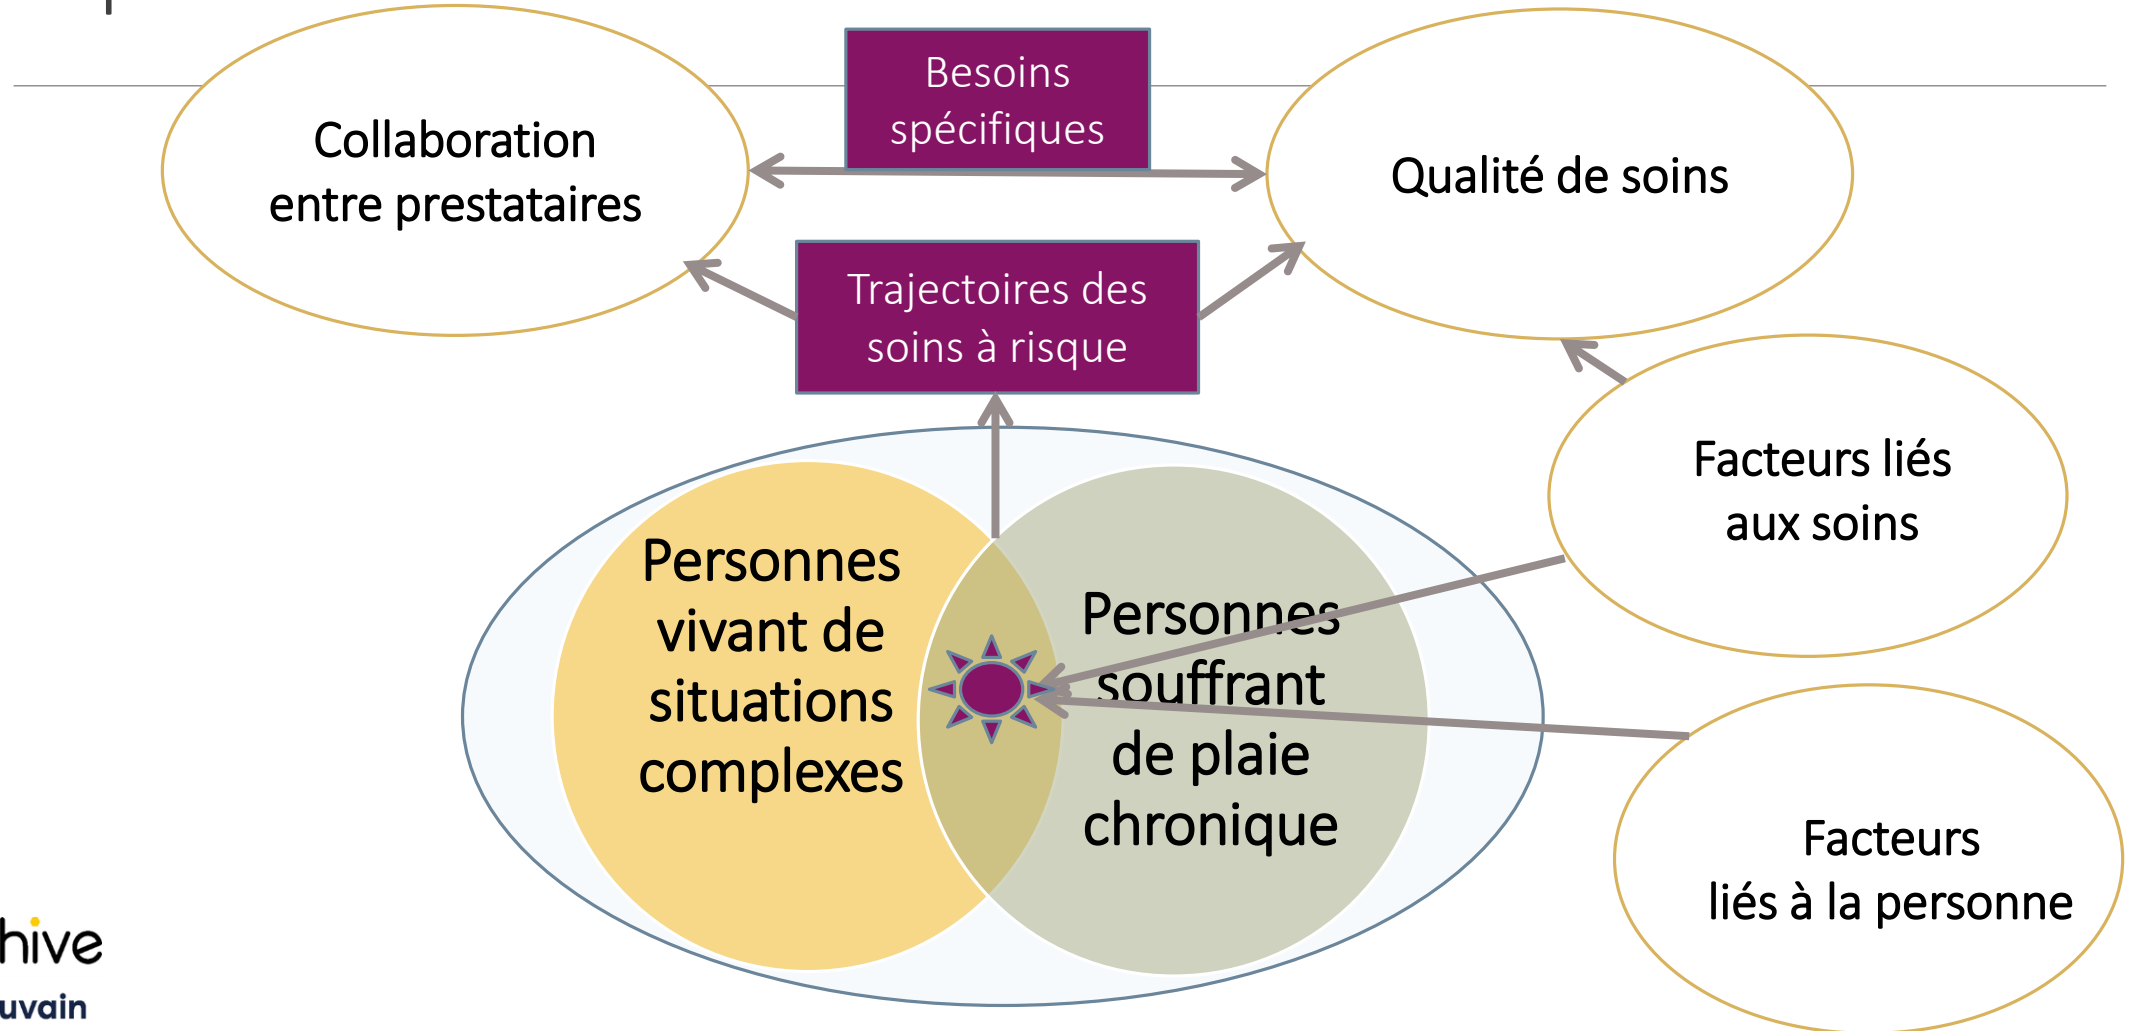 Besoins
spécifiques
Collaboration
entre prestataires
Qualité de soins
Trajectoires des
soins à risque
Facteurs liés
aux soins
Personnes
vivant de
situations
complexes
Personnes
souffrant
de plaie
chronique
Facteurs
liés à la personne
hive
uvain